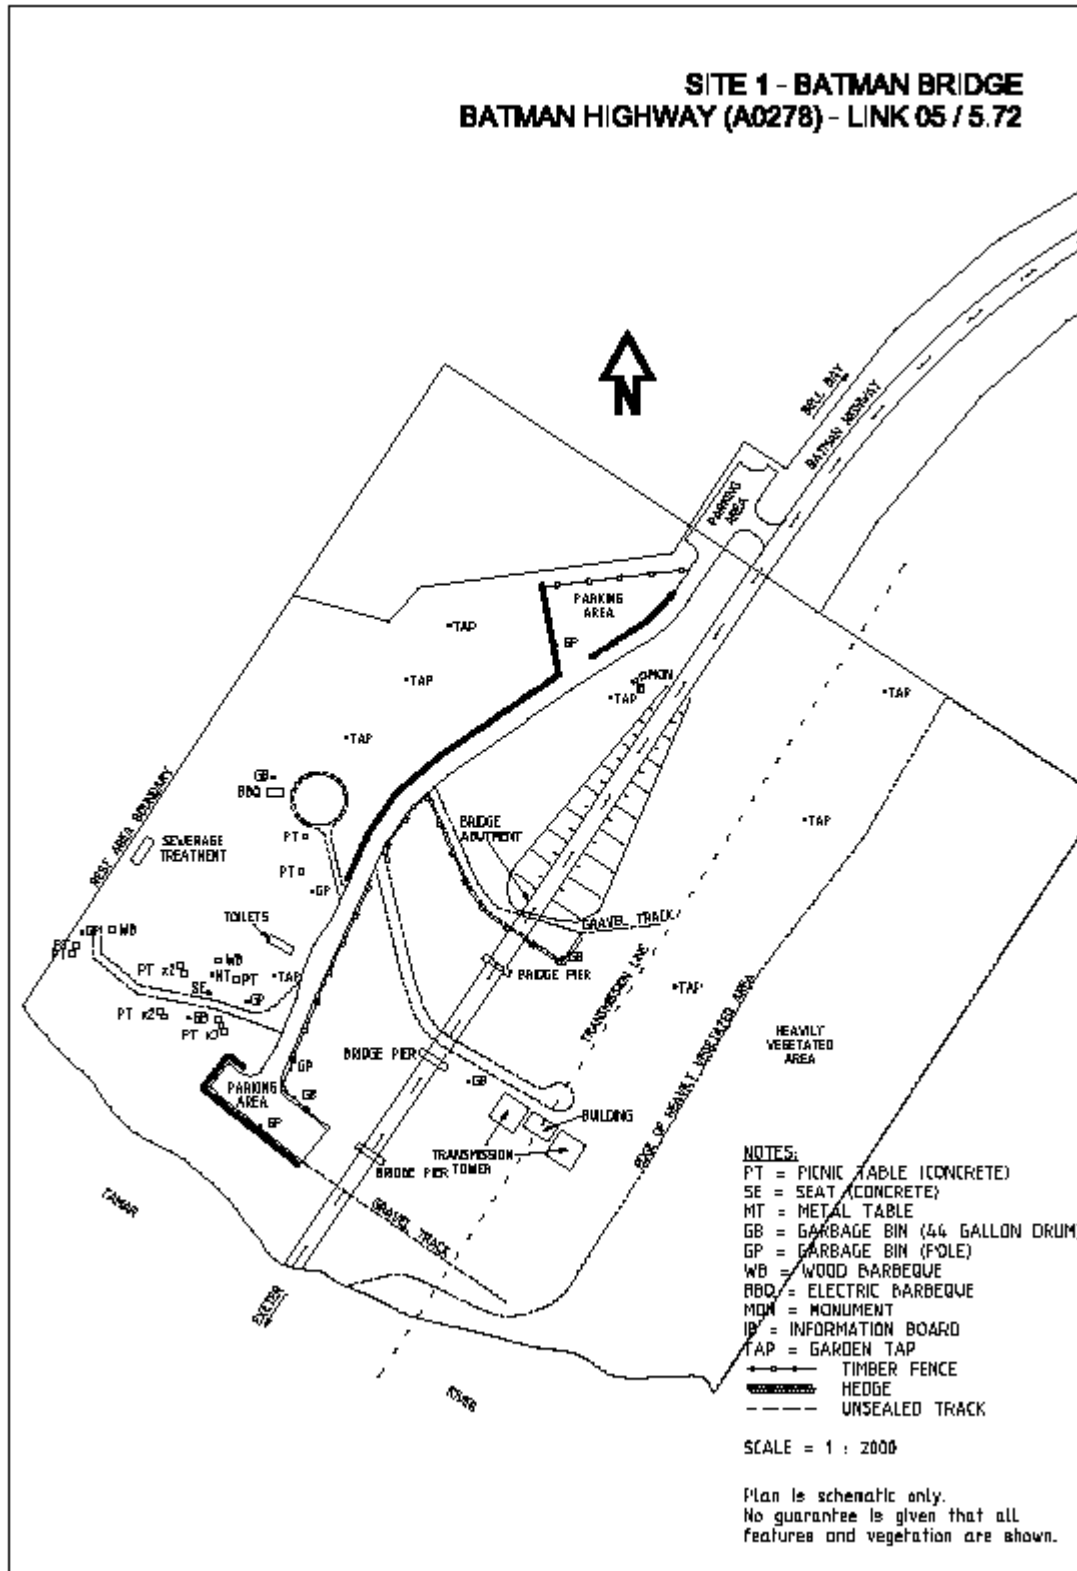 SITE 1 - BATMAN BRIDGE
BATMAN HIGHWAY (A0278) - LINK 05 / 5.72
N
BELL BAY
BATMAN HIGHWAY
PARKING
AREA
PARKING
AREA
TAP
GP
TAP
MON
TAP
TAP
TAP
GB
BBQ
BRIDGE
ABUTMENT
TAP
REST AREA BOUNDARY
SEWERAGE
TREATMENT
PT
PT
GP
TOILETS
GRAVEL TRACK
WB
PT
WB
GB
BRIDGE PIER
PT x2
MT
PT
TAP
SE
GP
TRANSMISSION LINE
TAP
PT x2
GB
PT
HEAVILY
VEGETATED
AREA
EDGE OF HEAVILY VEGETATED AREA
BRIDGE PIER
GP
GB
PARKING
AREA
GB
GP
BUILDING
TRANSMISSION
TOWER
BRIDGE PIER
TAMAR
GRAVEL TRACK
EXETER
RIVER
NOTES:
PT = PICNIC TABLE (CONCRETE)
SE = SEAT (CONCRETE)
MT = METAL TABLE
GB = GARBAGE BIN (44 GALLON DRUM)
GP = GARBAGE BIN (POLE)
WB = WOOD BARBEQUE
BBQ = ELECTRIC BARBEQUE
MON = MONUMENT
IB = INFORMATION BOARD
TAP = GARDEN TAP
TIMBER FENCE
HEDGE
UNSEALED TRACK
SCALE = 1 : 2000
Plan is schematic only.
No guarantee is given that all
features and vegetation are shown.